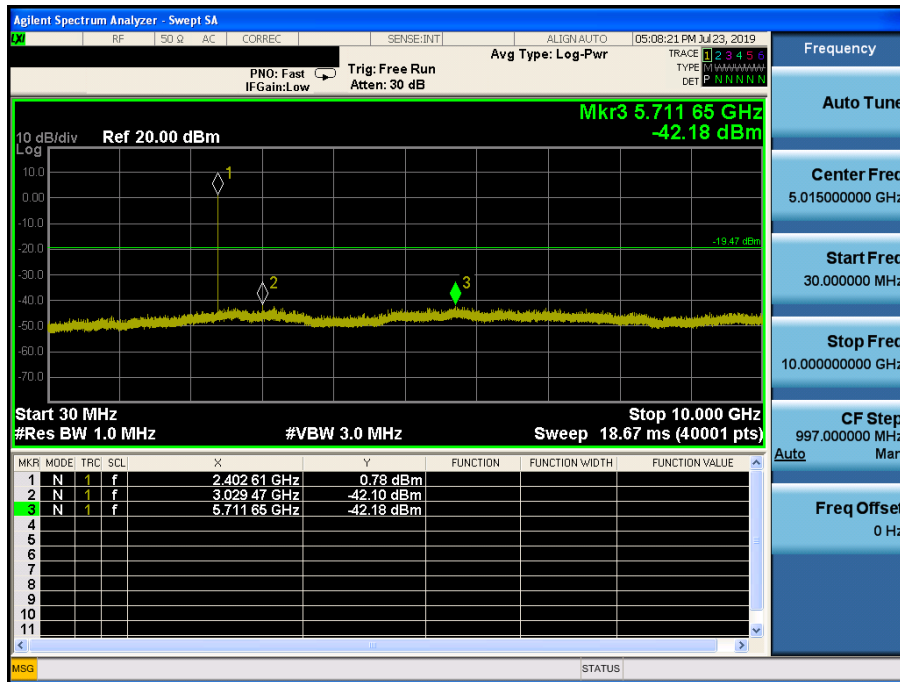 Agilent Spectrum Analyzer - Swept SA
LXI RF 50 Ω AC CORREC SENSE:INT ALIGN AUTO 05:08:21 PM Jul 23, 2019
Avg Type: Log-Pwr
TRACE 1 2 3 4 5 6
TYPE M WWWWW
DET P N N N N N
PNO: Fast
IFGain:Low
Trig: Free Run
Atten: 30 dB
Mkr3 5.711 65 GHz
-42.18 dBm
10 dB/div Ref 20.00 dBm
Log
10.0
0.00
-10.0
-20.0
-30.0
-40.0
-50.0
-60.0
-70.0
1
2
3
-19.47 dBm
Start 30 MHz Stop 10.000 GHz
#Res BW 1.0 MHz #VBW 3.0 MHz Sweep 18.67 ms (40001 pts)
MKR MODE TRC SCL X Y FUNCTION FUNCTION WIDTH FUNCTION VALUE
1 N 1 f 2.402 61 GHz 0.78 dBm
2 N 1 f 3.029 47 GHz -42.10 dBm
3 N 1 f 5.711 65 GHz -42.18 dBm
4
5
6
7
8
9
10
11
MSG STATUS
Frequency
Auto Tune
Center Freq
5.015000000 GHz
Start Freq
30.000000 MHz
Stop Freq
10.000000000 GHz
CF Step
997.000000 MHz
Auto Man
Freq Offset
0 Hz